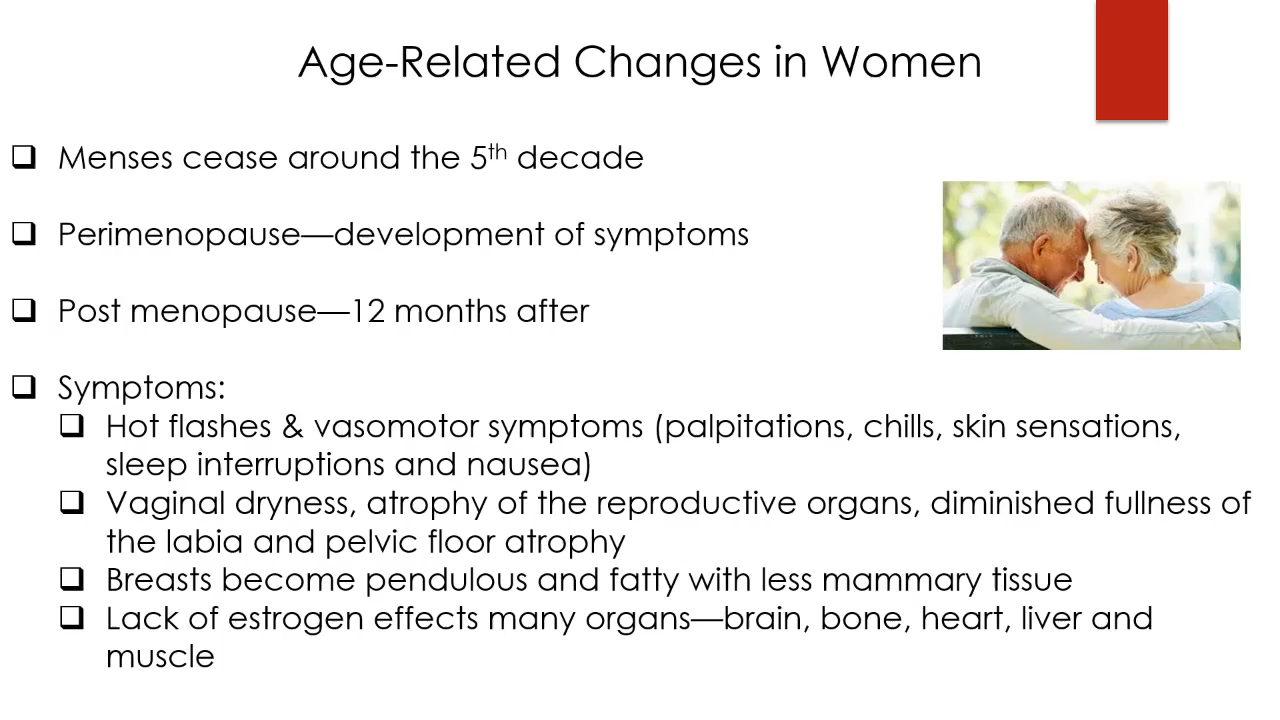 Age-Related Changes in Women
❑ Menses cease around the 5th decade
❑ Perimenopause—development of symptoms
❑ Post menopause—12 months after
❑ Symptoms:
❑ Hot flashes & vasomotor symptoms (palpitations, chills, skin sensations,
sleep interruptions and nausea)
❑ Vaginal dryness, atrophy of the reproductive organs, diminished fullness of
the labia and pelvic floor atrophy
❑ Breasts become pendulous and fatty with less mammary tissue
❑ Lack of estrogen effects many organs—brain, bone, heart, liver and
muscle